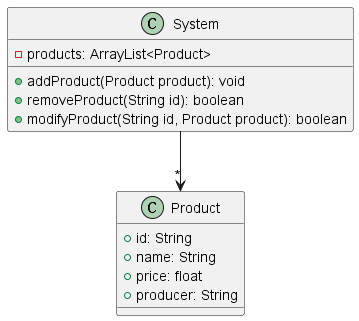 C System
products: ArrayList<Product>
addProduct(Product product): void
removeProduct(String id): boolean
modifyProduct(String id, Product product): boolean
*
C Product
id: String
name: String
price: float
producer: String